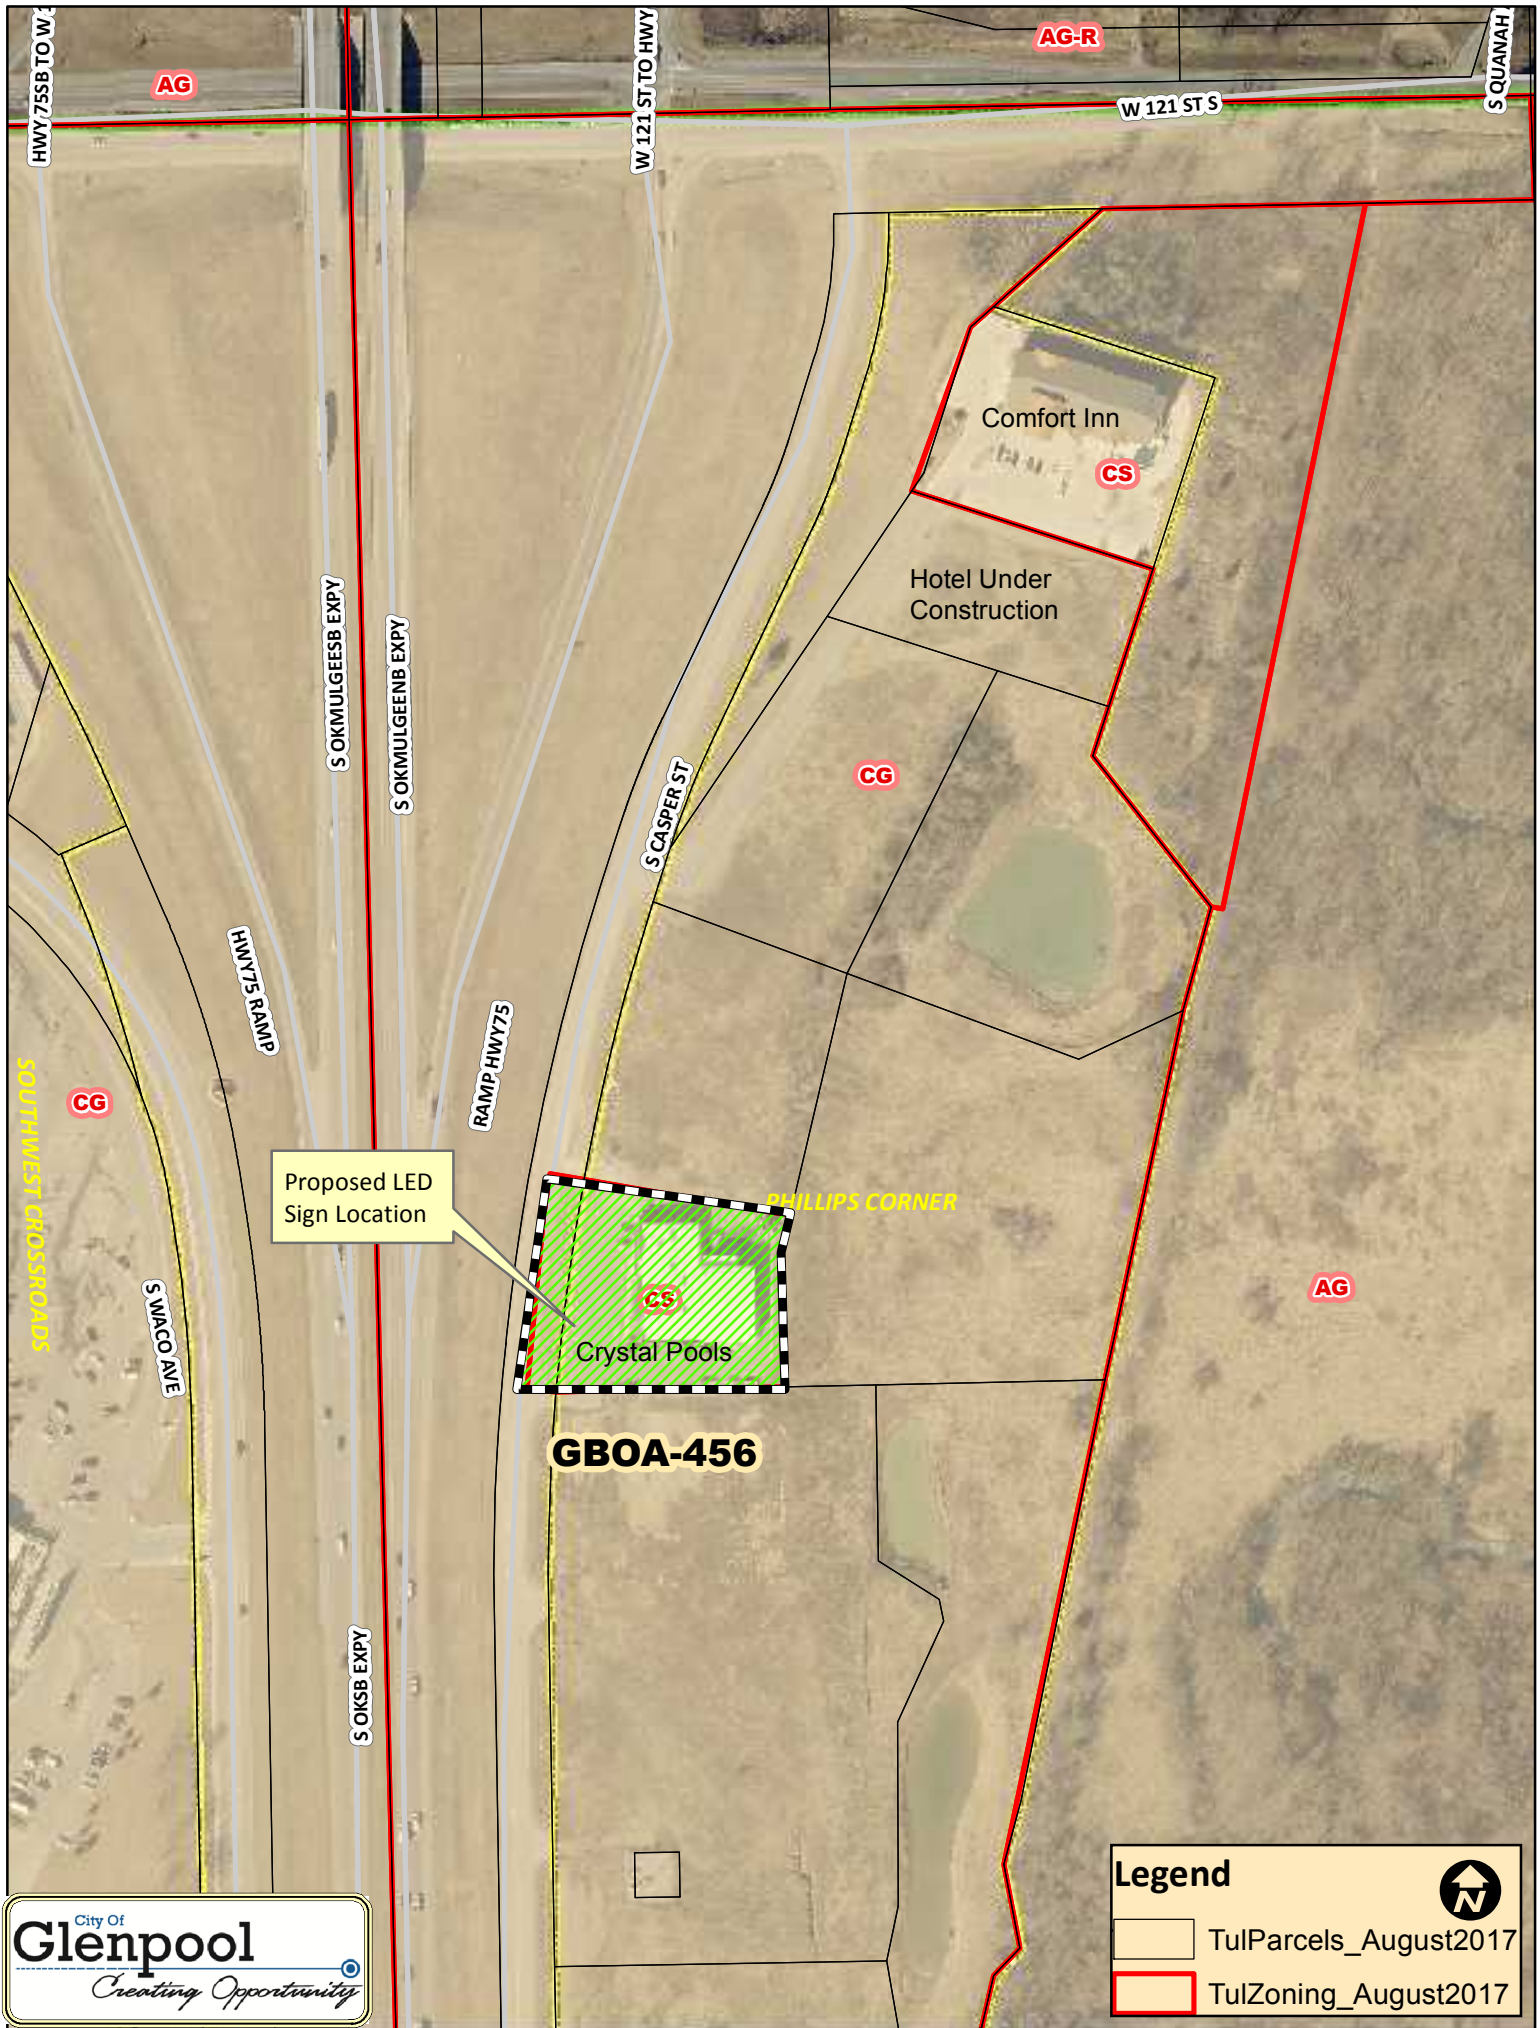 HWY 75SB TO W 1
AG
W 121 ST TO HWY
AG-R
W 121 ST S
S QUANAH
Comfort Inn
CS
Hotel Under
Construction
S OKMULGEESB EXPY
S OKMULGEENB EXPY
S CASPER ST
CG
HWY75 RAMP
RAMP HWY75
SOUTHWEST CROSSROADS
CG
Proposed LED
Sign Location
PHILLIPS CORNER
S WACO AVE
CS
Crystal Pools
AG
GBOA-456
S OKSB EXPY
City Of
Glenpool
Creating Opportunity
Legend
N
TulParcels_August2017
TulZoning_August2017